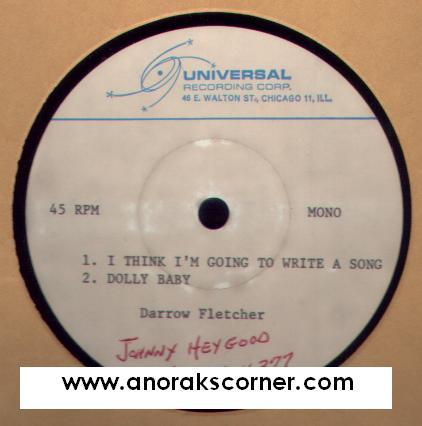 UNIVERSAL
RECORDING CORP.
46 E. WALTON ST., CHICAGO 11, ILL.
45 RPM MONO
1. I THINK I'M GOING TO WRITE A SONG
2. DOLLY BABY
Darrow Fletcher
JOHNNY HEYGOOD
www.anorakscorner.com